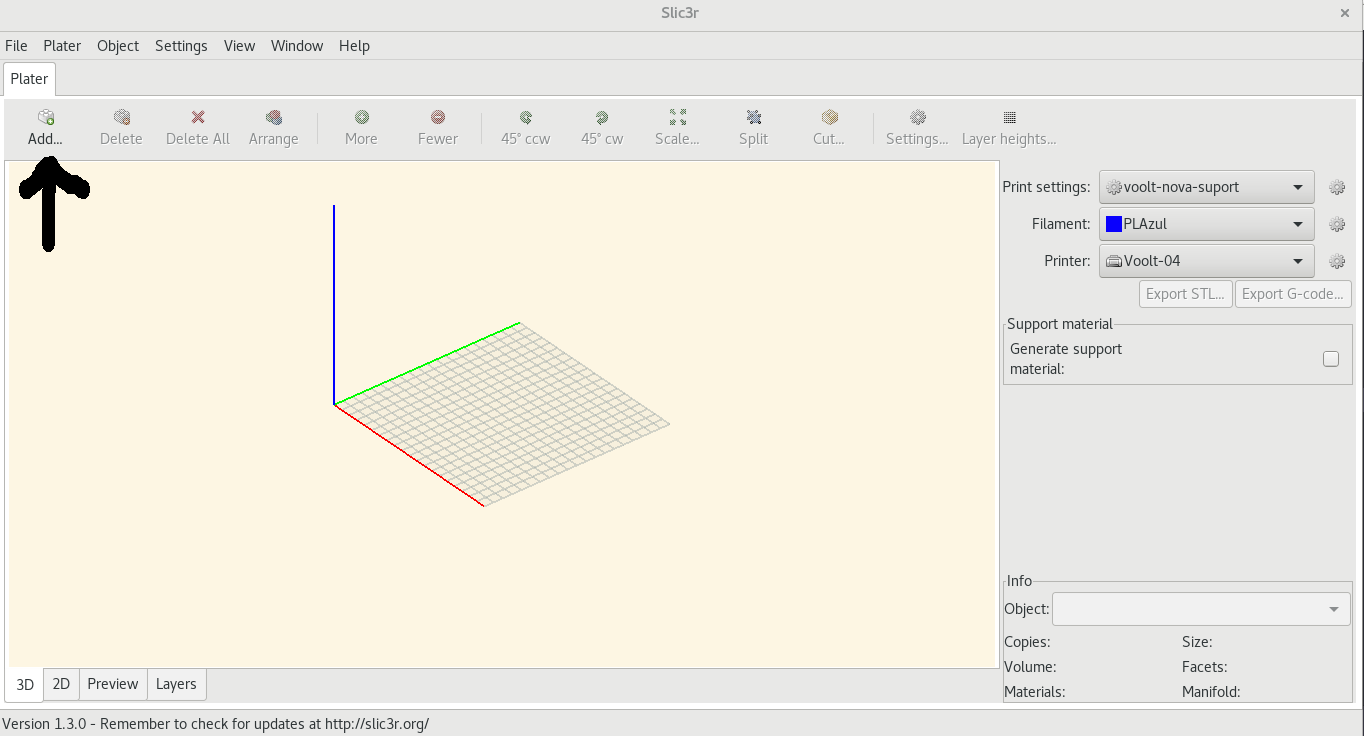 Slic3r
File Plater Object Settings View Window Help
Plater
Add... Delete Delete All Arrange More Fewer 45° ccw 45° cw Scale... Split Cut... Settings... Layer heights...
Print settings: voolt-nova-suport
Filament: PLAzul
Printer: Voolt-04
Export STL... Export G-code...
Support material
Generate support
material:
Info
Object:
Copies: Size:
Volume: Facets:
Materials: Manifold:
3D 2D Preview Layers
Version 1.3.0 - Remember to check for updates at http://slic3r.org/